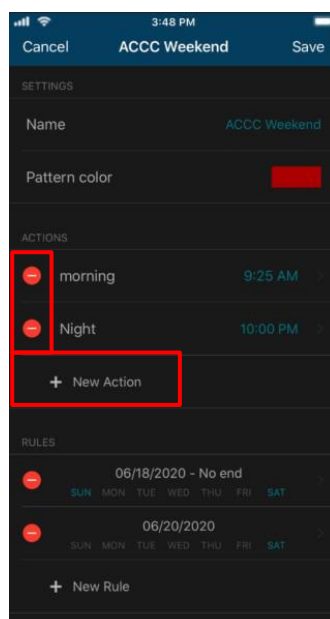 3:48 PM
Cancel ACCC Weekend Save
SETTINGS
Name ACCC Weekend
Pattern color
ACTIONS
morning 9:25 AM
Night 10:00 PM
+ New Action
RULES
06/18/2020 - No end
SUN MON TUE WED THU FRI SAT
06/20/2020
SUN MON TUE WED THU FRI SAT
+ New Rule